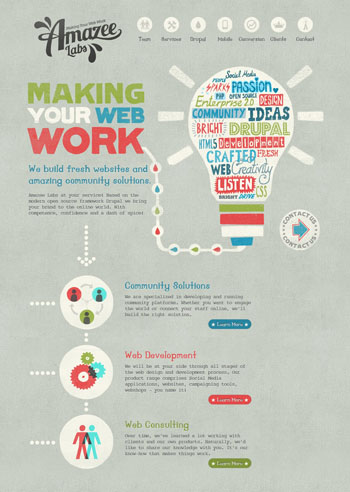 Making Your Web Work
Amazee
Labs
Team Services Drupal Mobile Conversion Clients Contact
MAKING
YOUR WEB
WORK
We build fresh websites and
amazing community solutions.
Amazee Labs at your service! Based on the
modern open source framework Drupal we bring
your brand to the online world. With
competence, confidence and a dash of spice!
Social Media
SPARKS PASSION
PHP OPEN SOURCE
Enterprise 2.0 DESIGN
COMMUNITY IDEAS
BRIGHT DRUPAL
HTML5 Development
CRAFTED FRESH
WEB Creativity
LISTEN CSS
BRIGHT DRIVE
CONTACT US
CONTACT US
Community Solutions
We are specialized in developing and running
community platforms. Whether you want to engage
the world or connect your staff online, we'll
build the right solution.
Learn More
Web Development
We will be at your side through all stages of
the web design and development process. Our
product range comprises Social Media
applications, websites, campaigning tools,
webshops - you name it!
Learn More
Web Consulting
Over time, we've learned a lot working with
clients and our own products. Naturally, we'd
like to share our knowledge with you. It's our
know-how that makes things work.
Learn More